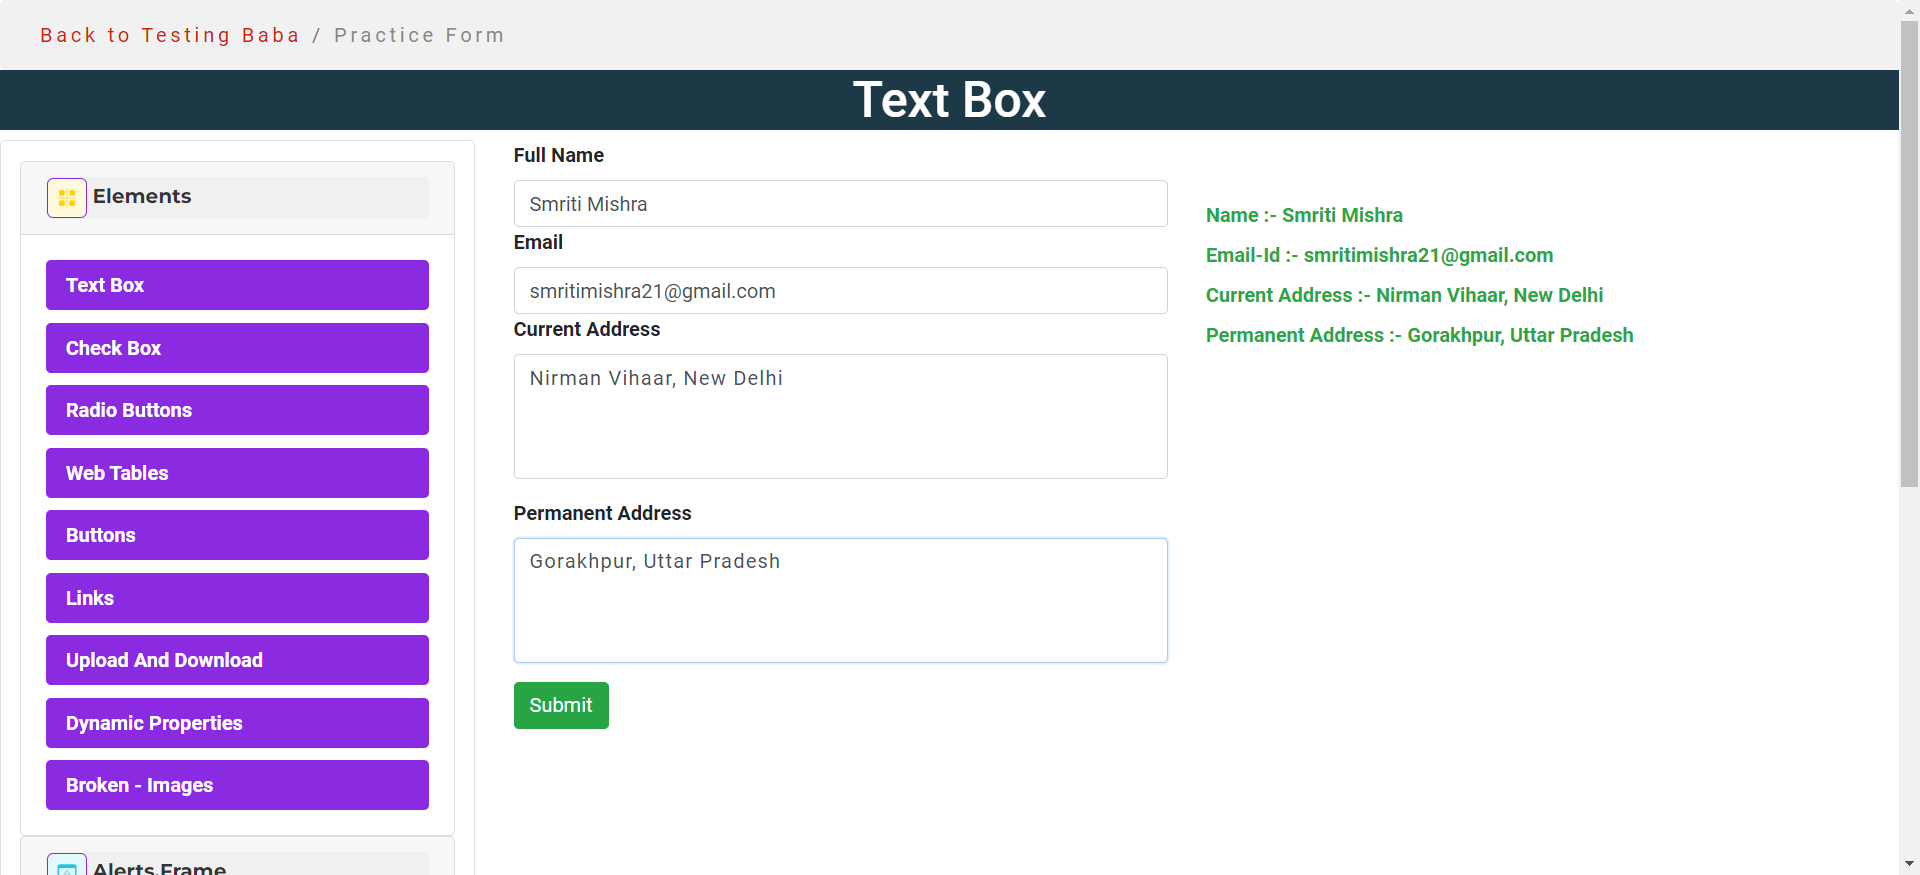 Back to Testing Baba / Practice Form
Text Box
Elements
Text Box
Check Box
Radio Buttons
Web Tables
Buttons
Links
Upload And Download
Dynamic Properties
Broken - Images
Alerts,Frame
Full Name
Smriti Mishra
Email
smritimishra21@gmail.com
Current Address
Nirman Vihaar, New Delhi
Permanent Address
Gorakhpur, Uttar Pradesh
Submit
Name :- Smriti Mishra
Email-Id :- smritimishra21@gmail.com
Current Address :- Nirman Vihaar, New Delhi
Permanent Address :- Gorakhpur, Uttar Pradesh